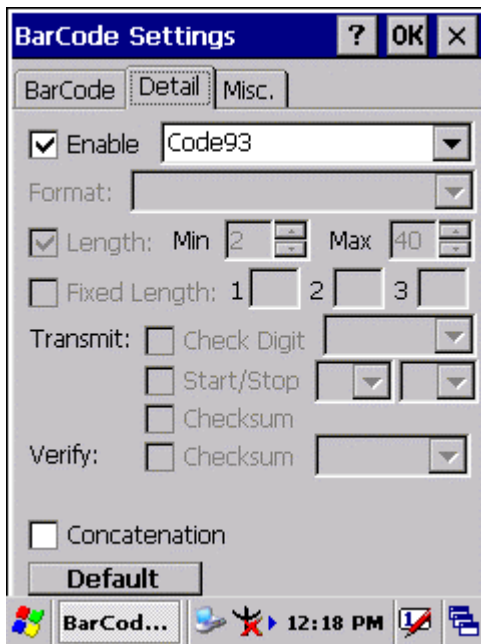 BarCode Settings ? OK ×
BarCode Detail Misc.
Enable Code93
Format:
Length: Min 2 Max 40
Fixed Length: 1 2 3
Transmit: Check Digit
Start/Stop
Checksum
Verify: Checksum
Concatenation
Default
BarCod... 12:18 PM